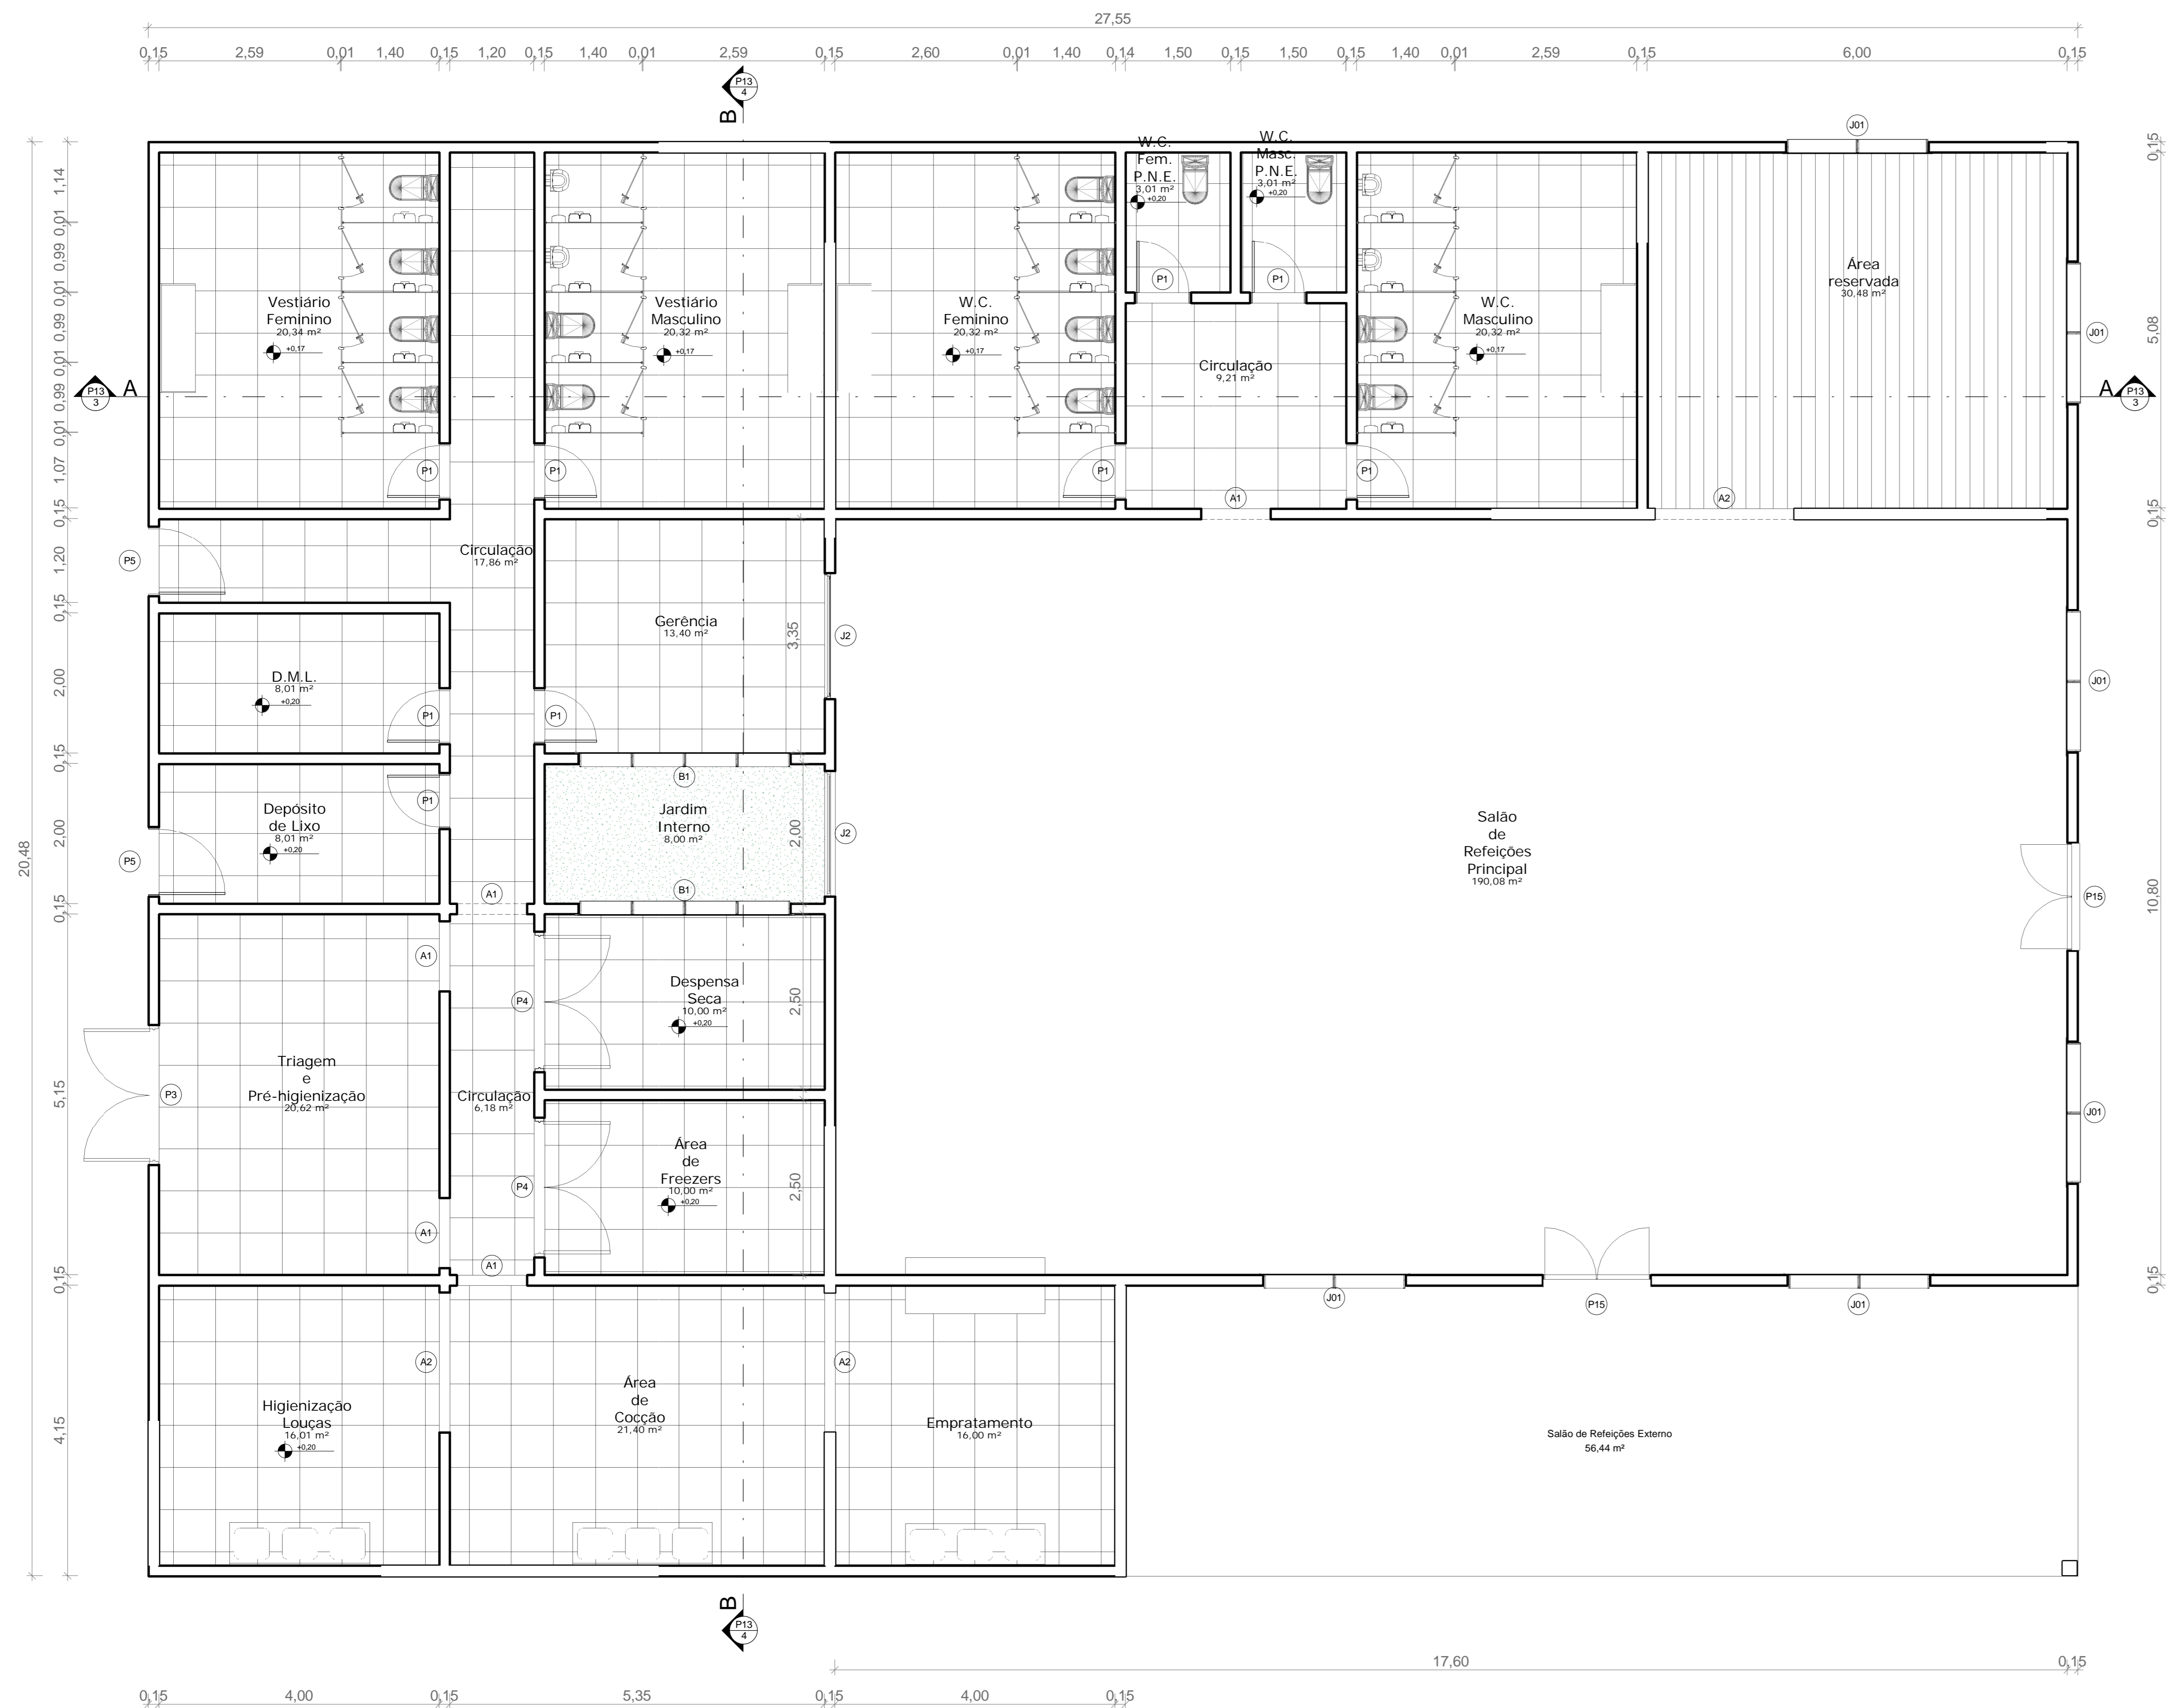 27,55
0,15 2,59 0,01 1,40 0,15 1,20 0,15 1,40 0,01 2,59 0,15 2,60 0,01 1,40 0,14 1,50 0,15 1,50 0,15 1,40 0,01 2,59 0,15 6,00 0,15
P13
4
B
J01
W.C.
Fem.
P.N.E.
3,01 m²
+0,20
W.C.
Masc.
P.N.E.
3,01 m²
+0,20
P1
P1
Vestiário
Feminino
20,34 m²
+0,17
Vestiário
Masculino
20,32 m²
+0,17
W.C.
Feminino
20,32 m²
+0,17
Circulação
9,21 m²
W.C.
Masculino
20,32 m²
+0,17
Área
reservada
30,48 m²
J01
P13
3
A
A
P13
3
P1
P1
P1
P1
A1
A2
0,15
1,14
0,01
0,99
0,01
0,99
0,01
0,99
0,01
1,07
0,15
1,20
0,15
2,00
0,15
2,00
0,15
5,15
0,15
4,15
20,48
0,15
5,08
0,15
10,80
0,15
P5
Circulação
17,86 m²
Gerência
13,40 m²
3,35
J2
D.M.L.
8,01 m²
+0,20
P1
P1
J01
B1
Depósito
de Lixo
8,01 m²
+0,20
P1
P5
Jardim
Interno
8,00 m²
2,00
J2
B1
A1
Salão
de
Refeições
Principal
190,08 m²
P15
A1
P4
Despensa
Seca
10,00 m²
+0,20
2,50
Triagem
e
Pré-higienização
20,62 m²
P3
Circulação
6,18 m²
J01
Área
de
Freezers
10,00 m²
+0,20
2,50
P4
A1
A1
J01
P15
J01
A2
A2
Higienização
Louças
16,01 m²
+0,20
Área
de
Cocção
21,40 m²
Empratamento
16,00 m²
Salão de Refeições Externo
56,44 m²
B
P13
4
17,60 0,15
0,15 4,00 0,15 5,35 0,15 4,00 0,15